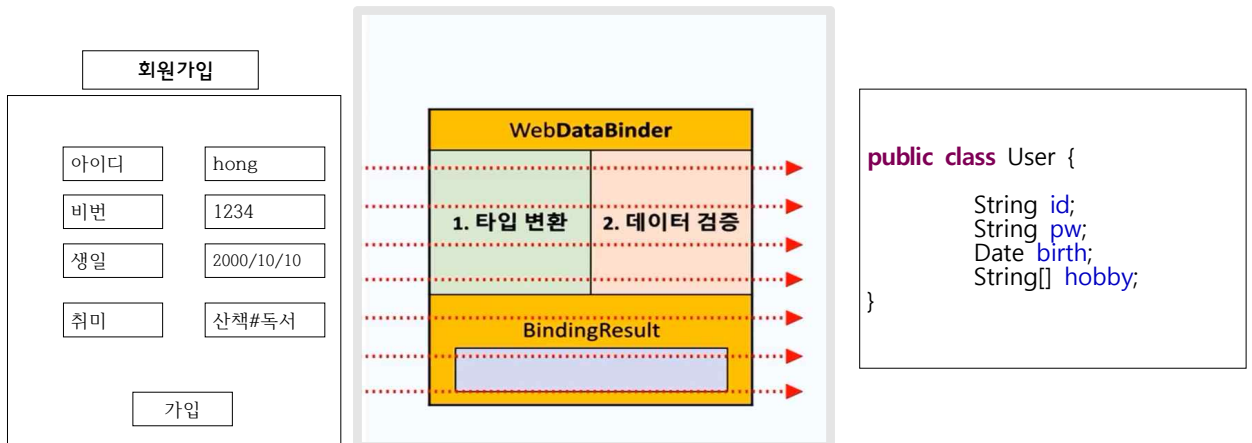 회원가입
아이디 hong
비번 1234
생일 2000/10/10
취미 산책#독서
가입
WebDataBinder
1. 타입 변환 2. 데이터 검증
BindingResult
public class User {
String id;
String pw;
Date birth;
String[] hobby;
}